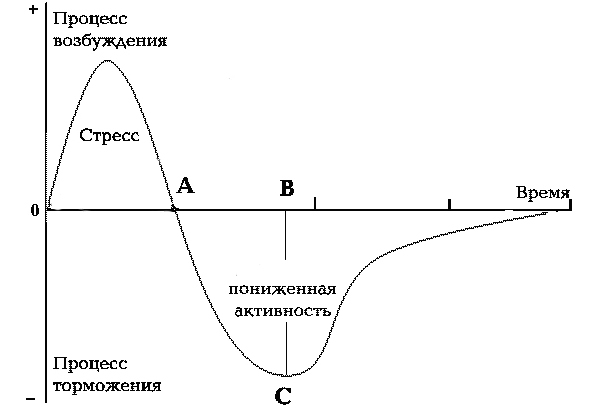 +
Процесс
возбуждения
Стресс
A
B
0
Время
пониженная
активность
Процесс
торможения
–
C